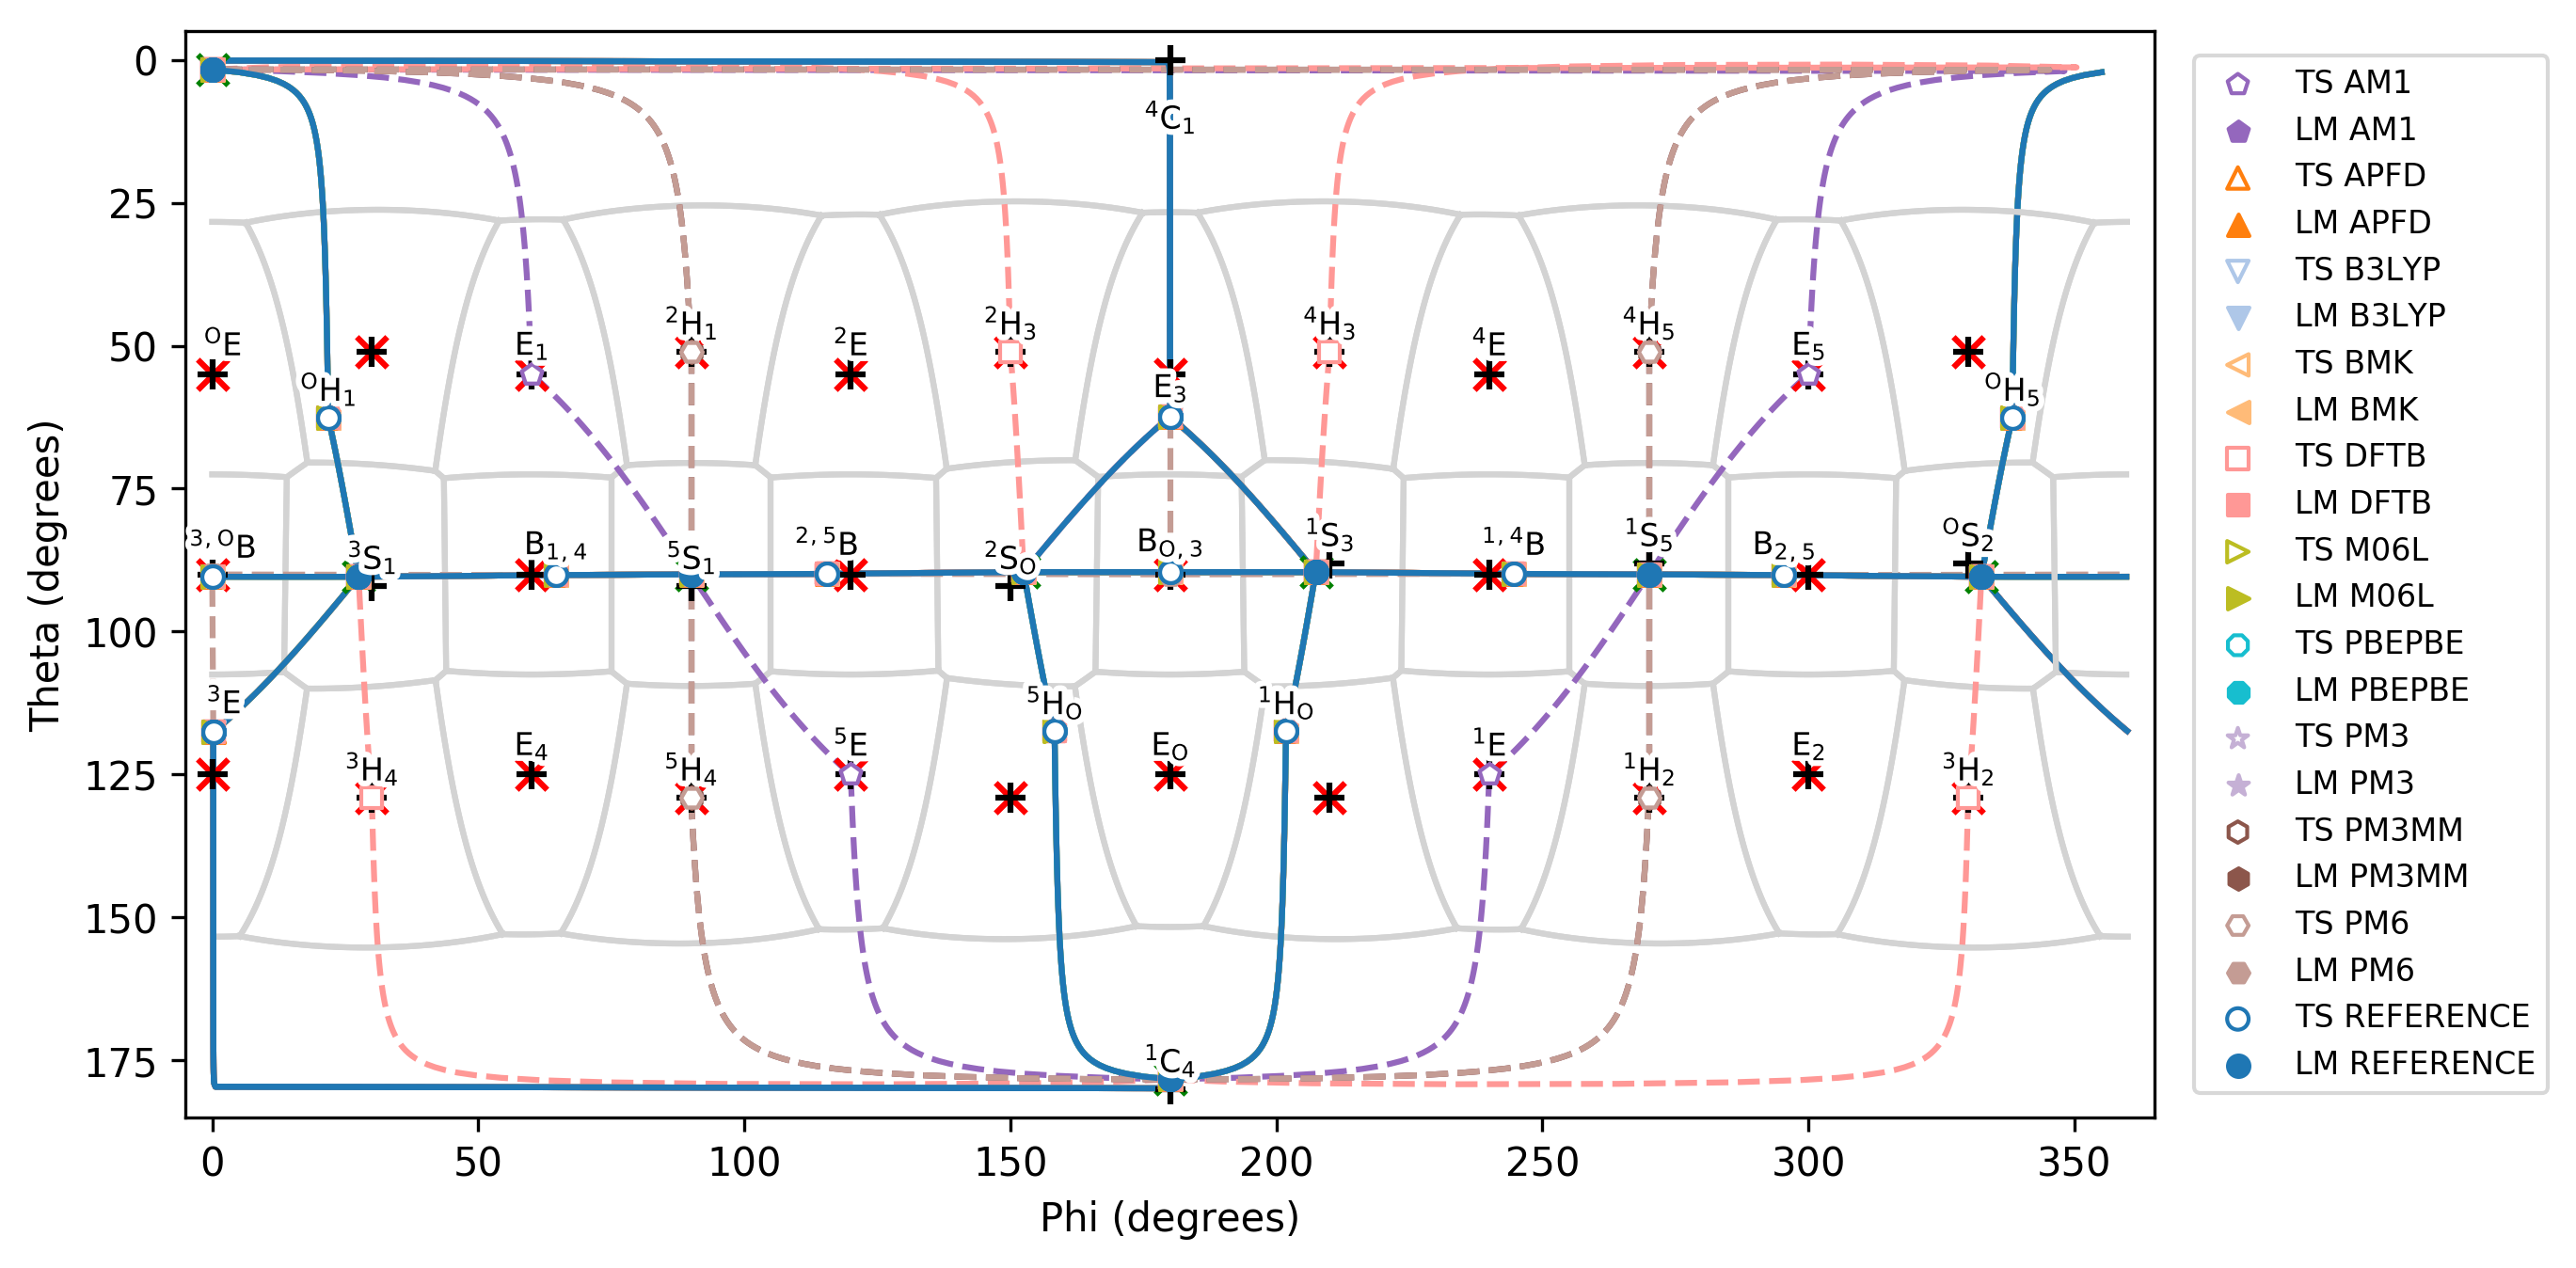 0
25
50
75
100
125
150
175
Theta (degrees)
⁴C₁
ᴼE
E₁
²H₁
²E
²H₃
⁴H₃
⁴E
⁴H₅
E₅
ᴼH₁
E₃
ᴼH₅
³,ᴼB
³S₁
B₁,₄
⁵S₁
²,⁵B
²Sₒ
Bₒ,₃
¹S₃
¹,⁴B
¹S₅
B₂,₅
ᴼS₂
³E
⁵Hₒ
¹Hₒ
³H₄
E₄
⁵H₄
⁵E
Eₒ
¹E
¹H₂
E₂
³H₂
¹C₄
0 50 100 150 200 250 300 350
Phi (degrees)
TS AM1
LM AM1
TS APFD
LM APFD
TS B3LYP
LM B3LYP
TS BMK
LM BMK
TS DFTB
LM DFTB
TS M06L
LM M06L
TS PBEPBE
LM PBEPBE
TS PM3
LM PM3
TS PM3MM
LM PM3MM
TS PM6
LM PM6
TS REFERENCE
LM REFERENCE